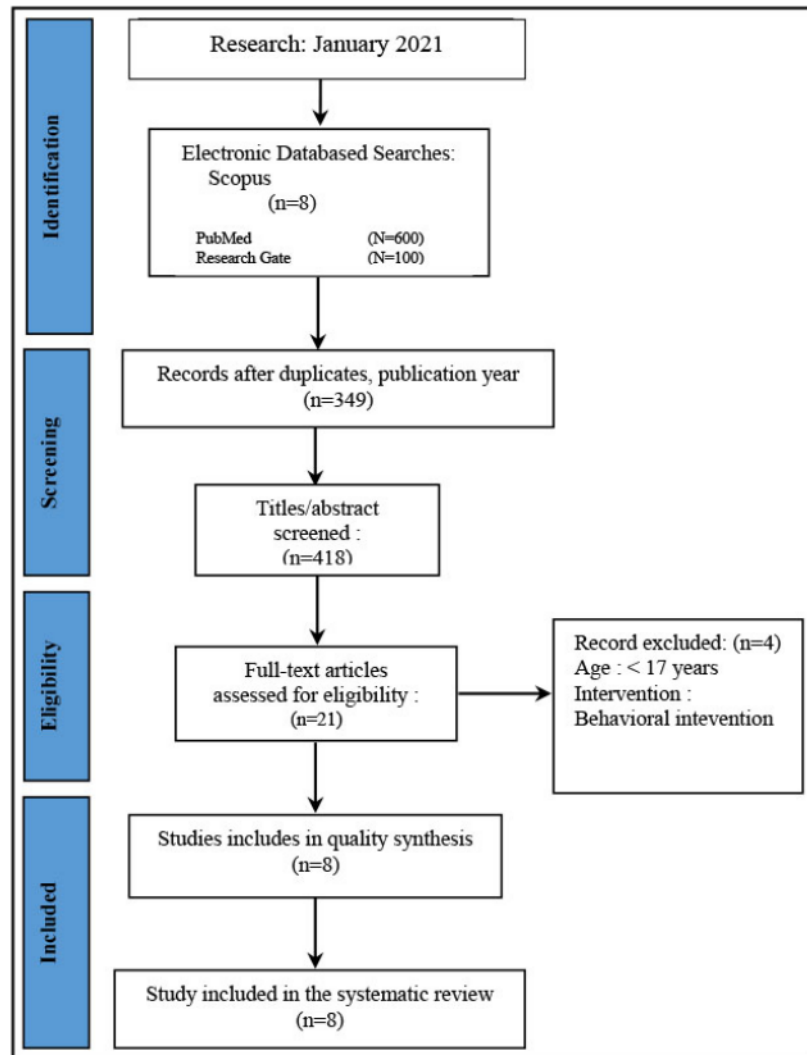 Identification
Research: January 2021
Electronic Databased Searches:
Scopus
(n=8)
PubMed (N=600)
Research Gate (N=100)
Screening
Records after duplicates, publication year
(n=349)
Titles/abstract
screened :
(n=418)
Eligibility
Full-text articles
assessed for eligibility :
(n=21)
Record excluded: (n=4)
Age : < 17 years
Intervention :
Behavioral intevention
Included
Studies includes in quality synthesis
(n=8)
Study included in the systematic review
(n=8)